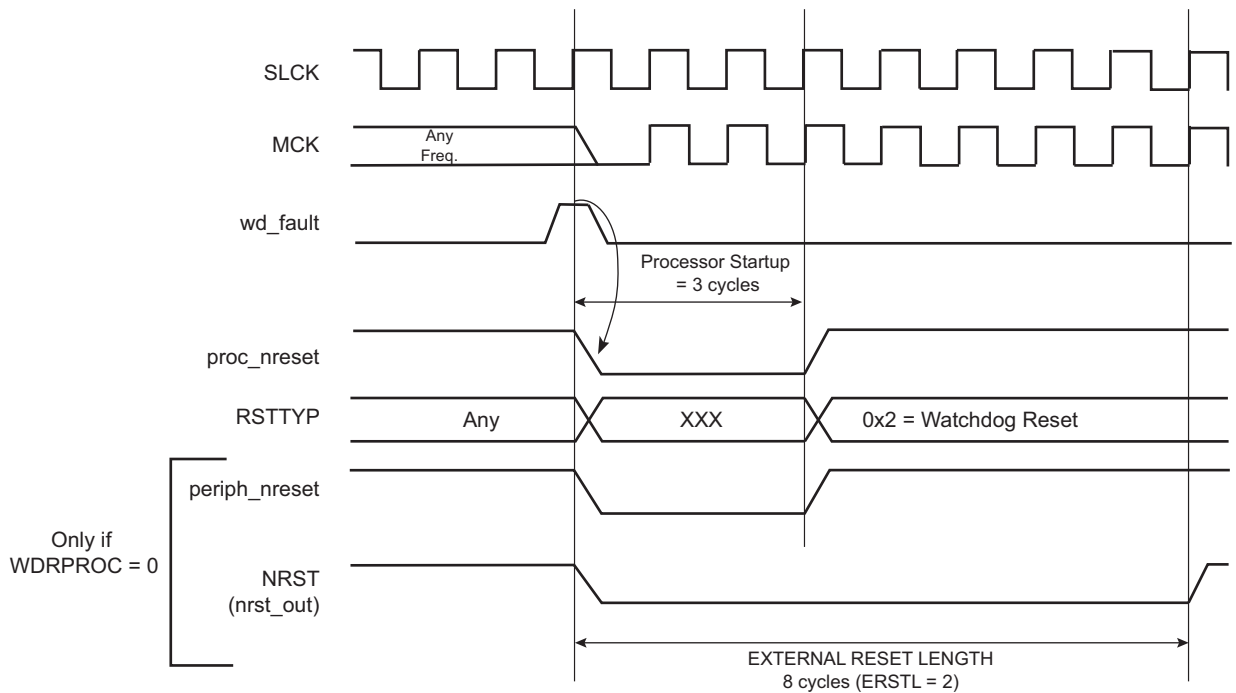 SLCK
MCK
Any
Freq.
wd_fault
Processor Startup
= 3 cycles
proc_nreset
RSTTYP
Any
XXX
0x2 = Watchdog Reset
periph_nreset
Only if
WDRPROC = 0
NRST
(nrst_out)
EXTERNAL RESET LENGTH
8 cycles (ERSTL = 2)